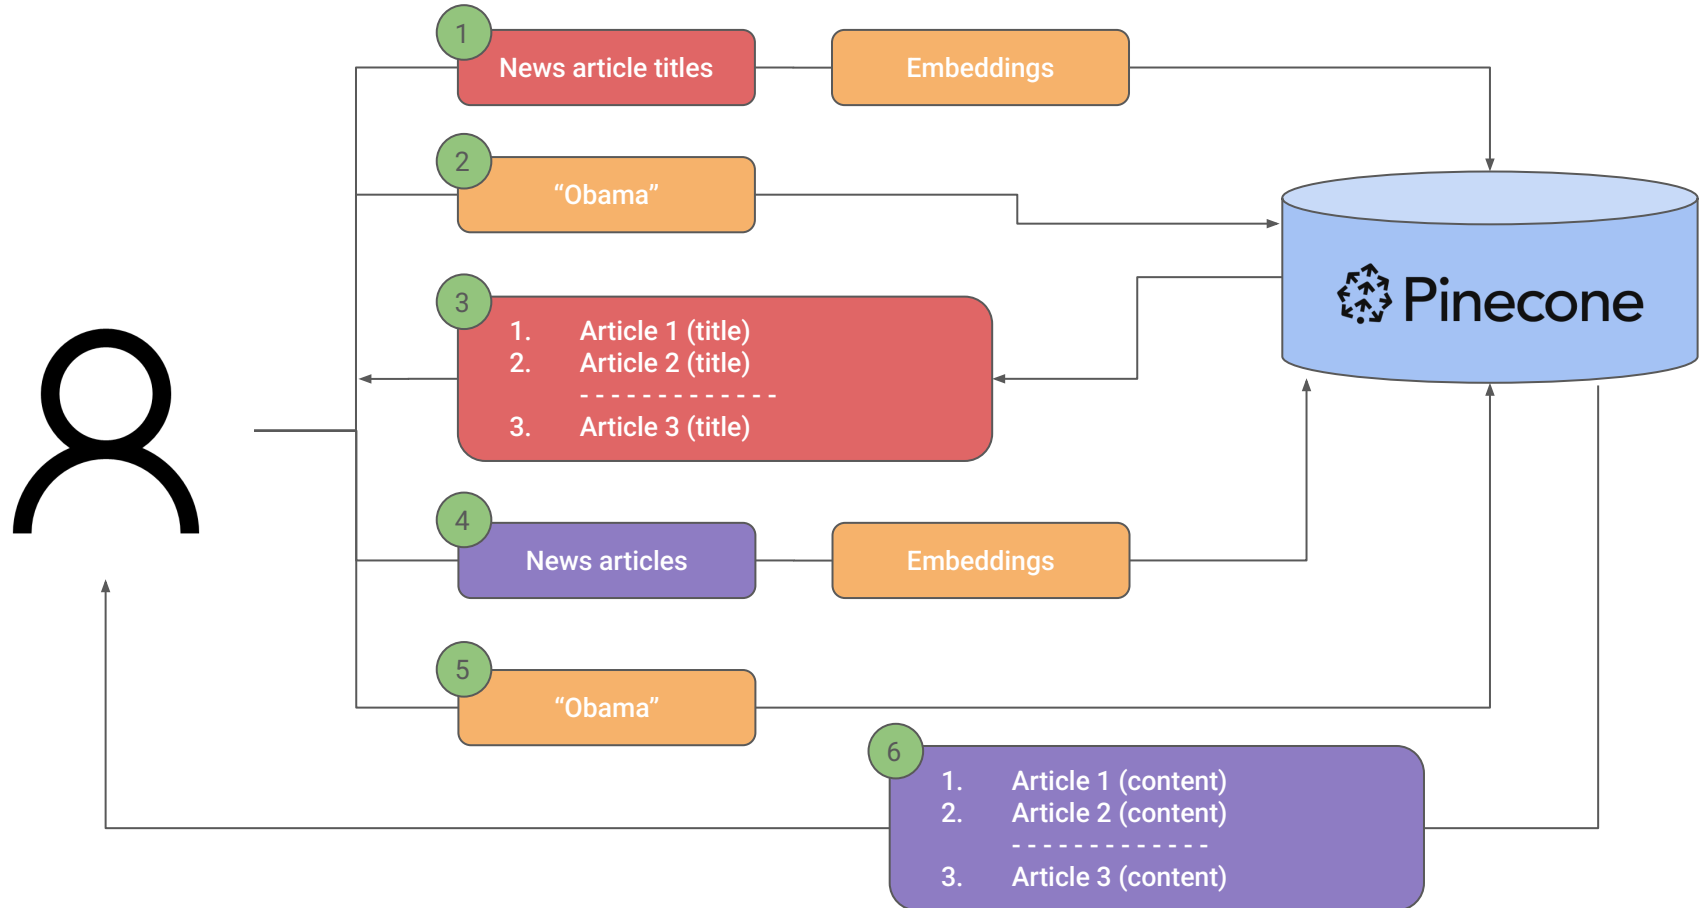 1
News article titles
Embeddings
2
“Obama”
Pinecone
3
1. Article 1 (title)
2. Article 2 (title)
- - - - - - - - - - - - -
3. Article 3 (title)
4
News articles
Embeddings
5
“Obama”
6
1. Article 1 (content)
2. Article 2 (content)
- - - - - - - - - - - - -
3. Article 3 (content)